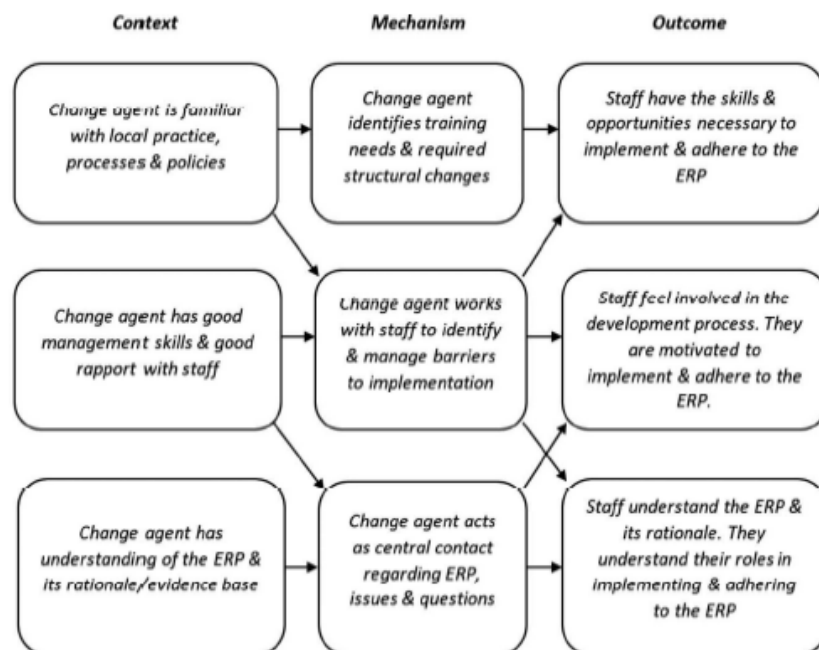 Context
Mechanism
Outcome
Change agent is familiar
with local practice,
processes & policies
Change agent
identifies training
needs & required
structural changes
Staff have the skills &
opportunities necessary to
implement & adhere to the
ERP
Change agent has good
management skills & good
rapport with staff
Change agent works
with staff to identify
& manage barriers
to implementation
Staff feel involved in the
development process. They
are motivated to
implement & adhere to the
ERP.
Change agent has
understanding of the ERP &
its rationale/evidence base
Change agent acts
as central contact
regarding ERP,
issues & questions
Staff understand the ERP &
its rationale. They
understand their roles in
implementing & adhering
to the ERP